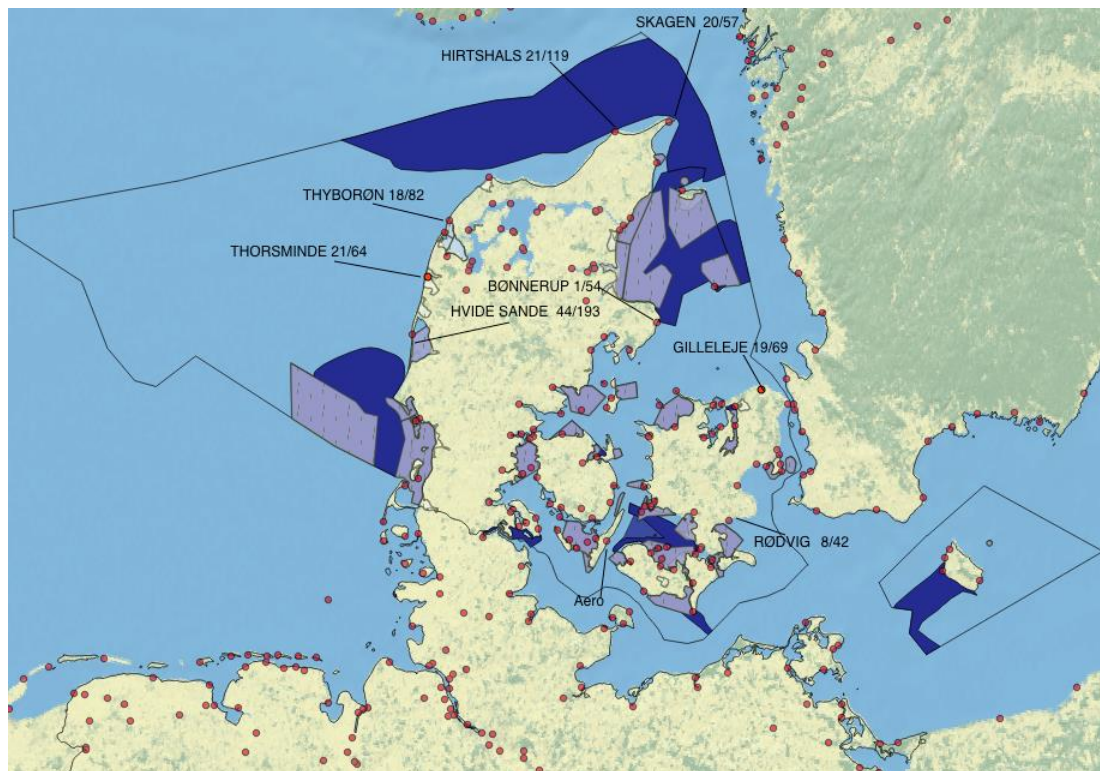 SKAGEN 20/57
HIRTSHALS 21/119
THYBORØN 18/82
THORSMINDE 21/64
BØNNERUP 1/54
HVIDE SANDE 44/193
GILLELEJE 19/69
RØDVIG 8/42
Aero